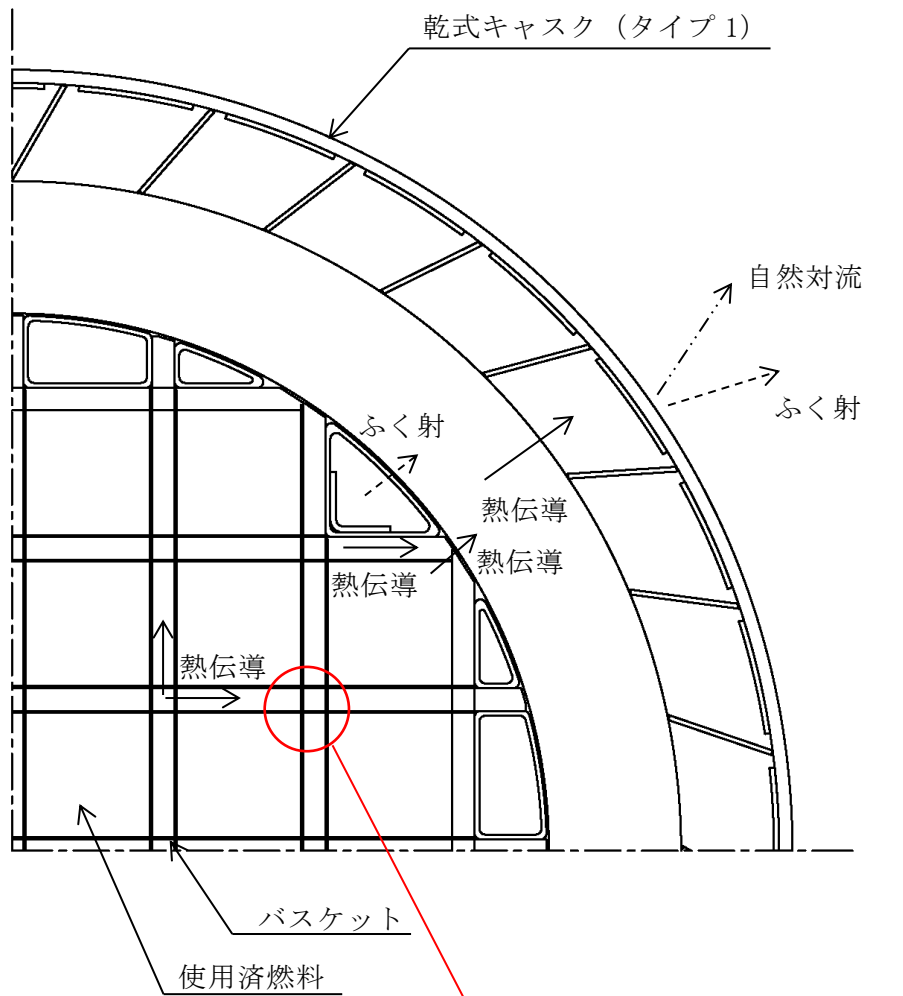 乾式キャスク（タイプ 1）
自然対流
ふく射
ふく射
熱伝導
熱伝導
熱伝導
熱伝導
バスケット
使用済燃料